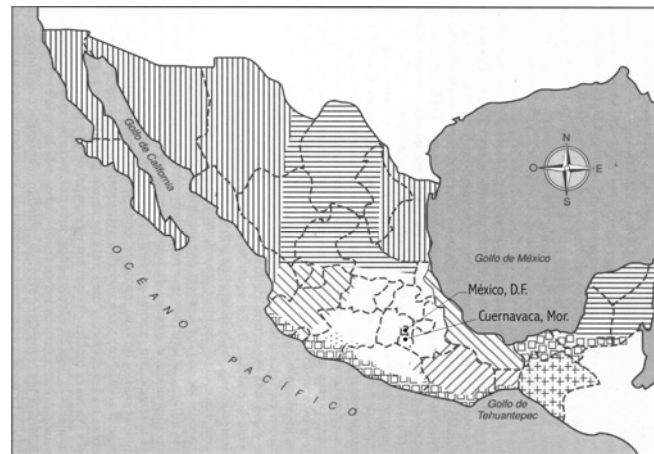 N
O
E
S
Golfo de California
Golfo de México
México, D.F.
Cuernavaca, Mor.
OCÉANO PACÍFICO
Golfo de
Tehuantepec